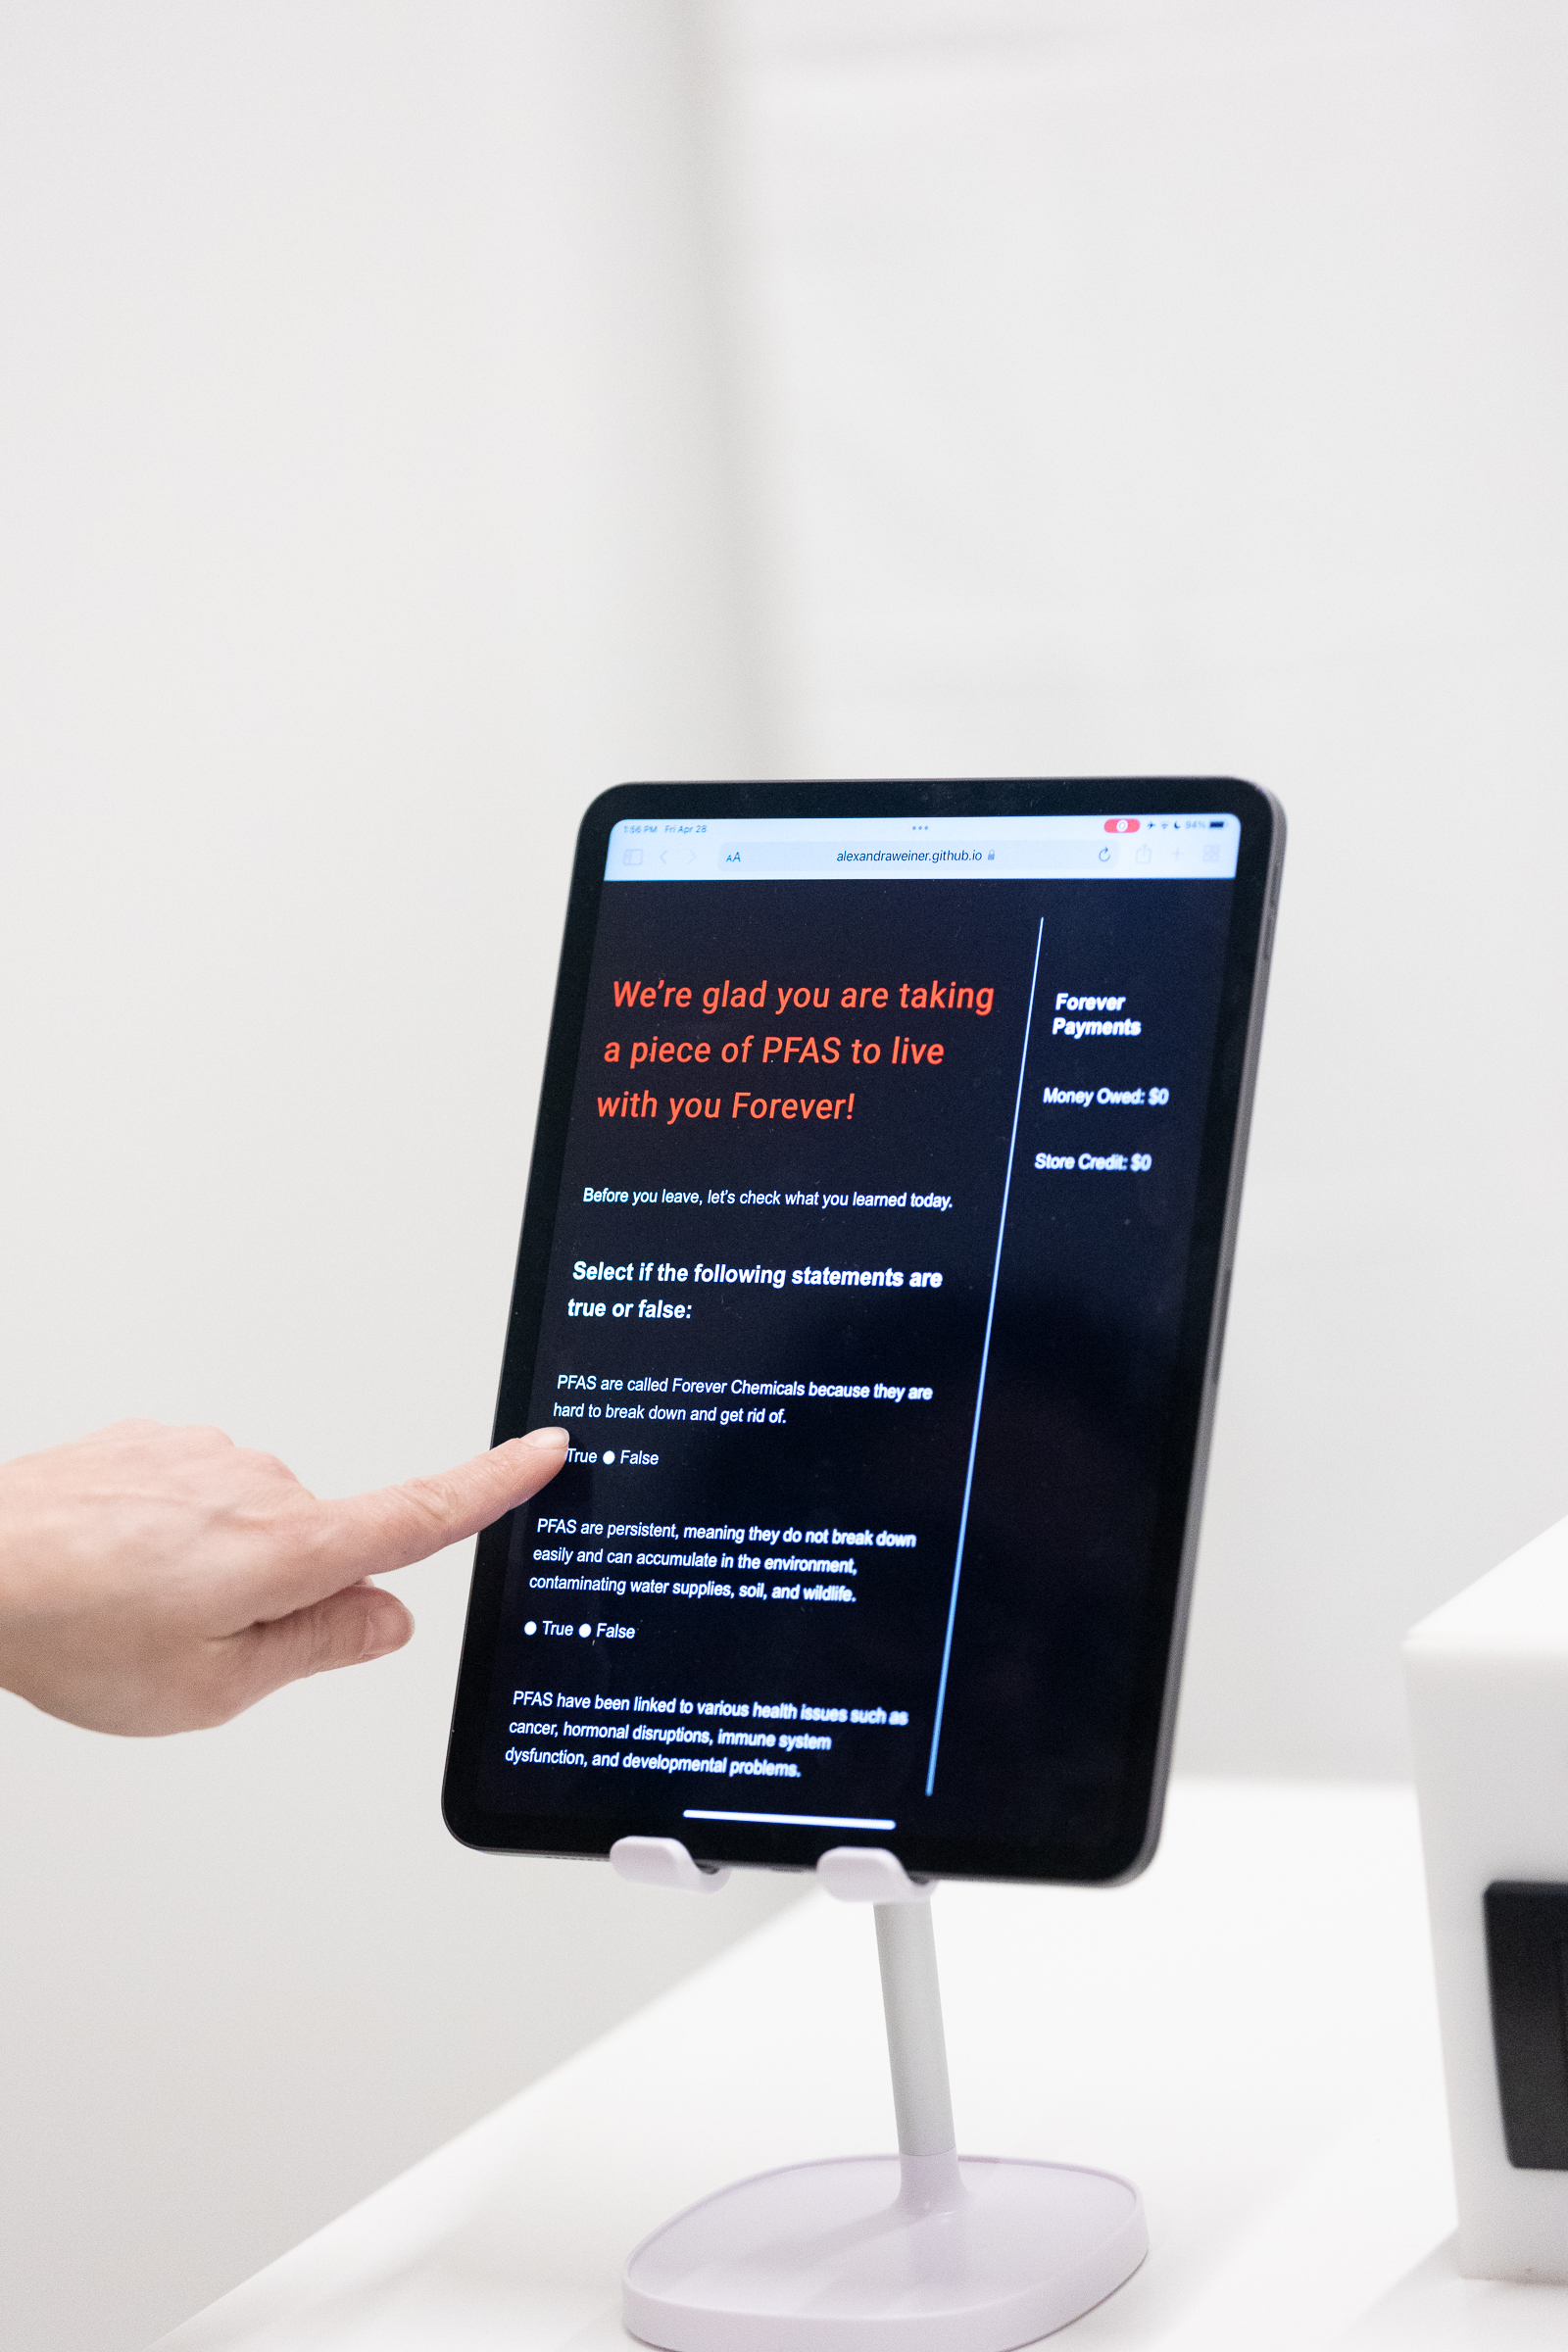 1:56 PM Fri Apr 28
94%
AA
alexandraweiner.github.io
We're glad you are taking
a piece of PFAS to live
with you Forever!
Before you leave, let's check what you learned today.
Select if the following statements are
true or false:
PFAS are called Forever Chemicals because they are
hard to break down and get rid of.
True False
PFAS are persistent, meaning they do not break down
easily and can accumulate in the environment,
contaminating water supplies, soil, and wildlife.
True False
PFAS have been linked to various health issues such as
cancer, hormonal disruptions, immune system
dysfunction, and developmental problems.
Forever
Payments
Money Owed: $0
Store Credit: $0